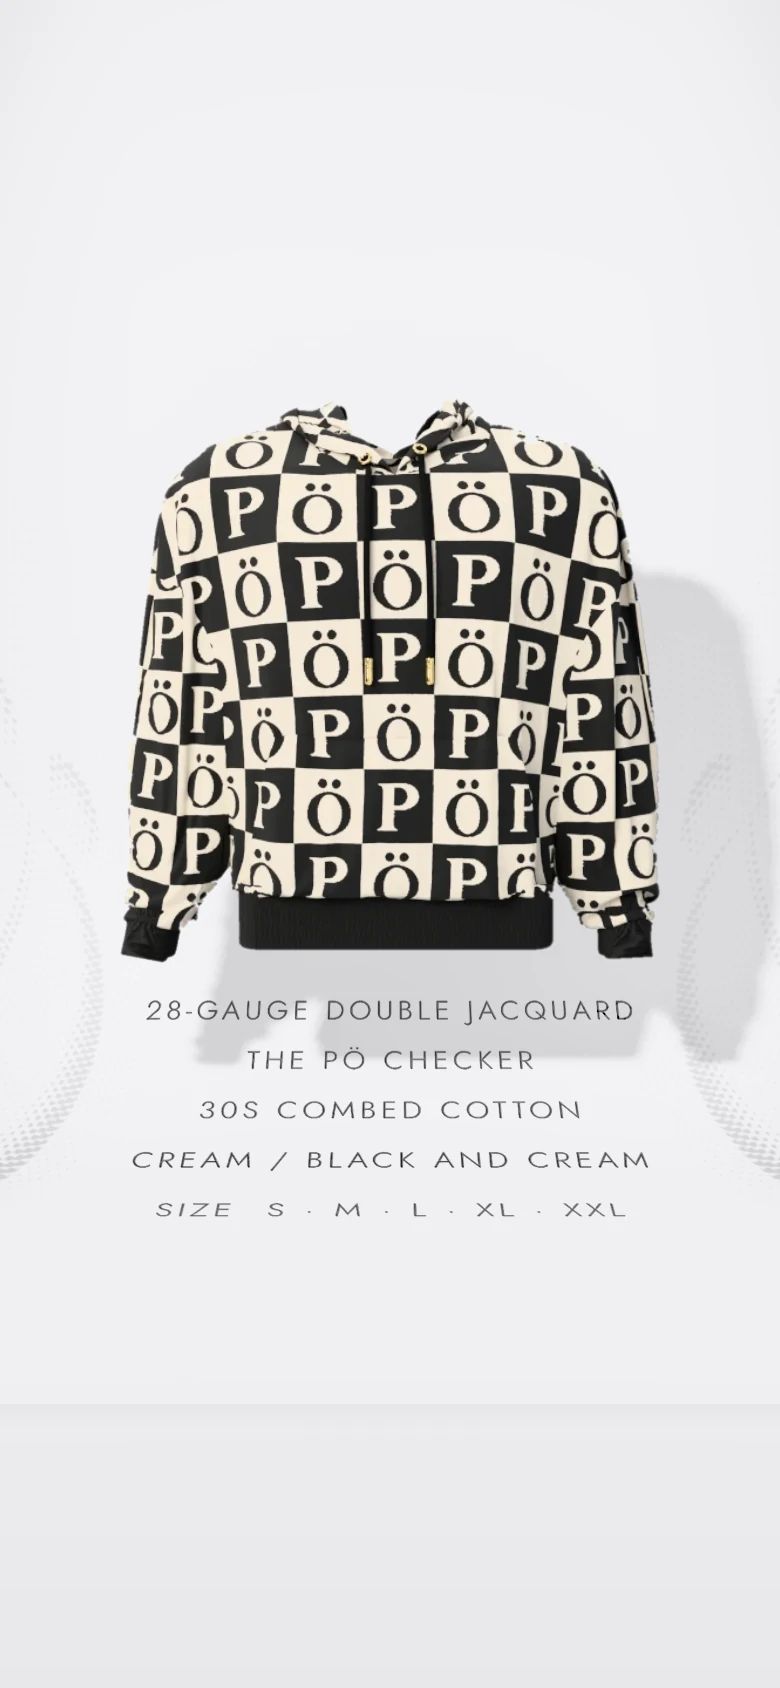 Ö P Ö
P Ö P Ö P
Ö P Ö P Ö P
P P Ö P Ö P P
Ö P Ö P Ö P Ö P Ö
P Ö P Ö P Ö P Ö P
Ö P Ö P Ö P Ö P Ö
28-GAUGE DOUBLE JACQUARD
THE PÖ CHECKER
30S COMBED COTTON
CREAM / BLACK AND CREAM
SIZE S · M · L · XL · XXL